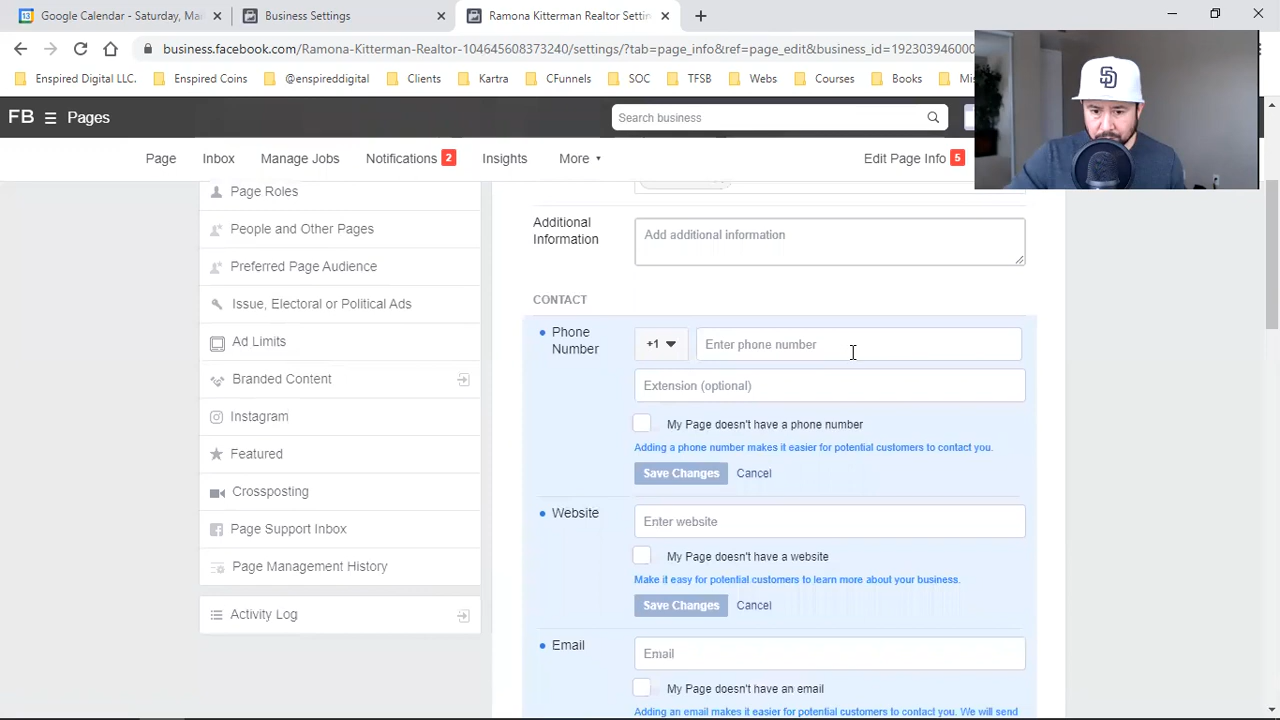 Google Calendar - Saturday, Ma
Business Settings
Ramona Kitterman Realtor Setti
business.facebook.com/Ramona-Kitterman-Realtor-104645608373240/settings/?tab=page_info&ref=page_edit&business_id=192303946000
Enspired Digital LLC.
Enspired Coins
@enspireddigital
Clients
Kartra
CFunnels
SOC
TFSB
Webs
Courses
Books
FB
Pages
Search business
Page
Inbox
Manage Jobs
Notifications 2
Insights
More
Edit Page Info 5
SD
Page Roles
People and Other Pages
Preferred Page Audience
Issue, Electoral or Political Ads
Ad Limits
Branded Content
Instagram
Featured
Crossposting
Page Support Inbox
Page Management History
Activity Log
Additional
Information
Add additional information
CONTACT
Phone
Number
+1
Enter phone number
Extension (optional)
My Page doesn't have a phone number
Adding a phone number makes it easier for potential customers to contact you.
Save Changes
Cancel
Website
Enter website
My Page doesn't have a website
Make it easy for potential customers to learn more about your business.
Save Changes
Cancel
Email
Email
My Page doesn't have an email
Adding an email makes it easier for potential customers to contact you. We will send